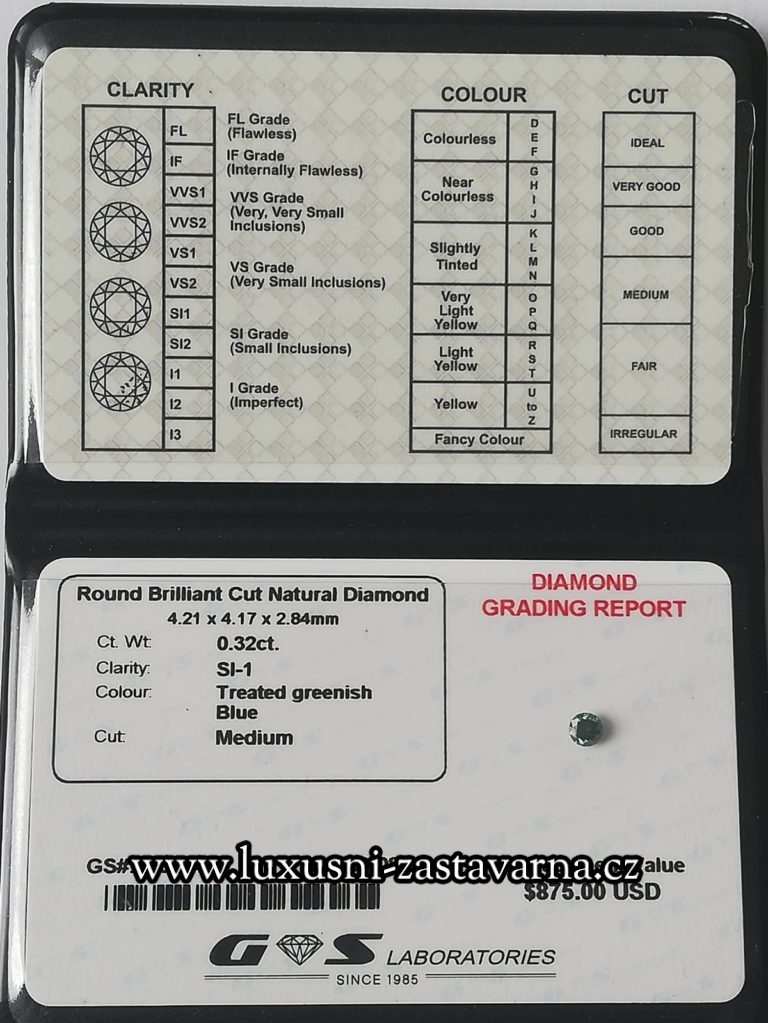 CLARITY
FL
IF
VVS1
VVS2
VS1
VS2
SI1
SI2
I1
I2
I3
FL Grade
(Flawless)
IF Grade
(Internally Flawless)
VVS Grade
(Very, Very Small
Inclusions)
VS Grade
(Very Small Inclusions)
SI Grade
(Small Inclusions)
I Grade
(Imperfect)
COLOUR
Colourless
D
E
F
Near
Colourless
G
H
I
J
Slightly
Tinted
K
L
M
N
Very
Light
Yellow
O
P
Q
Light
Yellow
R
S
T
Yellow
U
to
Z
Fancy Colour
CUT
IDEAL
VERY GOOD
GOOD
MEDIUM
FAIR
IRREGULAR
Round Brilliant Cut Natural Diamond
4.21 x 4.17 x 2.84mm
Ct. Wt: 0.32ct.
Clarity: SI-1
Colour: Treated greenish
Blue
Cut: Medium
DIAMOND
GRADING REPORT
GS#
www.luxusni-zastavarna.cz
$875.00 USD
G S LABORATORIES
SINCE 1985